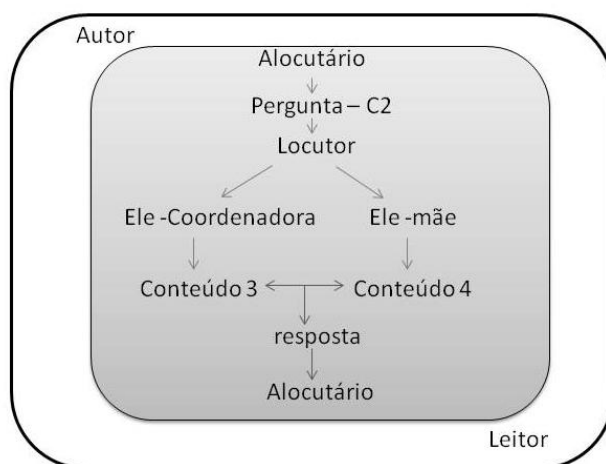 Autor
Alocutário
Pergunta – C2
Locutor
Ele -Coordenadora Ele -mãe
Conteúdo 3 Conteúdo 4
resposta
Alocutário
Leitor